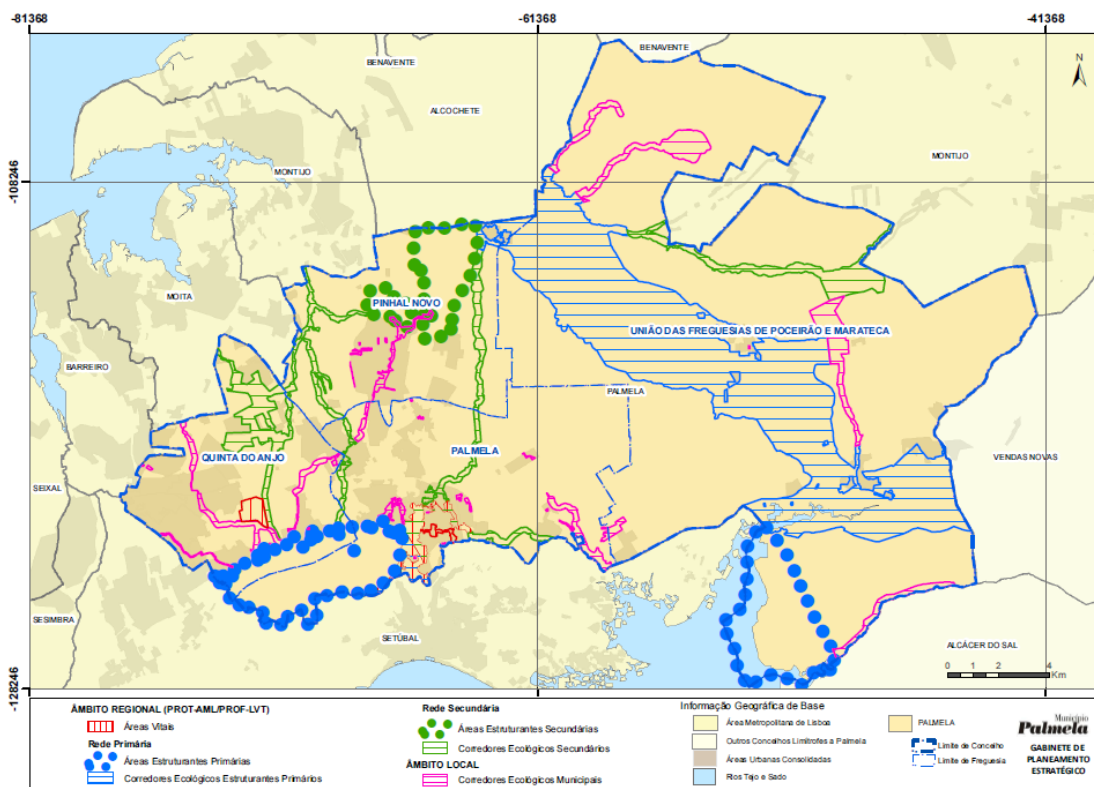 -81368
-61368
-41368
BENAVENTE
BENAVENTE
N
ALCOCHETE
MONTIJO
MONTIJO
-108246
-108246
MOITA
PINHAL NOVO
UNIÃO DAS FREGUESIAS DE POCEIRÃO E MARATECA
BARREIRO
PALMELA
QUINTA DO ANJO
PALMELA
VENDAS NOVAS
SEIXAL
SESIMBRA
SETÚBAL
ALCÁCER DO SAL
0 2 4
Km
-128246
-128246
ÂMBITO REGIONAL (PROT-AML/PROF-LVT)
Áreas Vitais
Rede Primária
Áreas Estruturantes Primárias
Corredores Ecológicos Estruturantes Primários
Rede Secundária
Áreas Estruturantes Secundárias
Corredores Ecológicos Secundários
ÂMBITO LOCAL
Corredores Ecológicos Municipais
Informação Geográfica de Base
Área Metropolitana de Lisboa
Outros Concelhos Limítrofes a Palmela
Áreas Urbanas Consolidadas
Rios Tejo e Sado
PALMELA
Limite de Concelho
Limite de Freguesia
Município
Palmela
GABINETE DE
PLANEAMENTO
ESTRATÉGICO